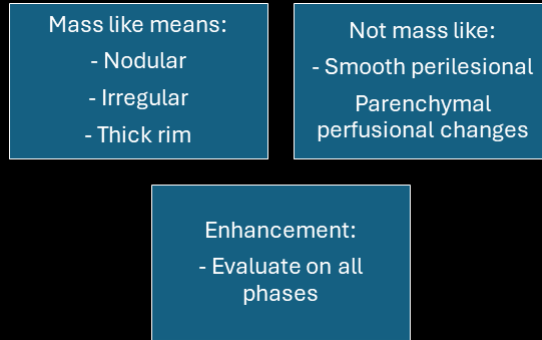 Mass like means:
- Nodular
- Irregular
- Thick rim
Not mass like:
- Smooth perilesional
Parenchymal
perfusional changes
Enhancement:
- Evaluate on all
phases